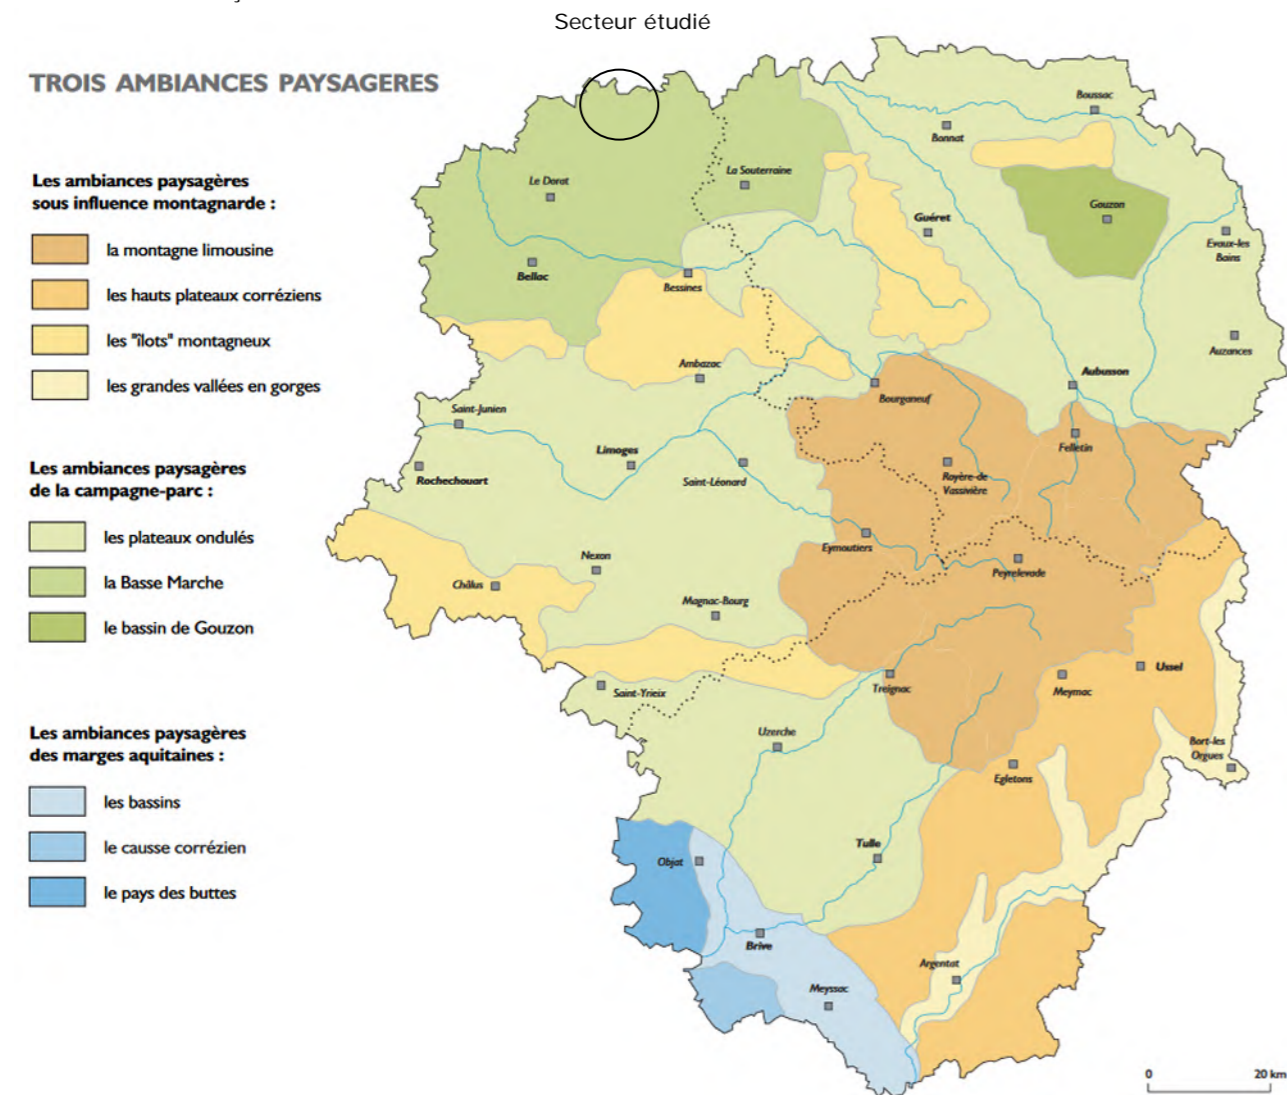 Secteur étudié
TROIS AMBIANCES PAYSAGERES
Les ambiances paysagères
sous influence montagnarde :
la montagne limousine
les hauts plateaux corréziens
les "îlots" montagneux
les grandes vallées en gorges
Les ambiances paysagères
de la campagne-parc :
les plateaux ondulés
la Basse Marche
le bassin de Gouzon
Les ambiances paysagères
des marges aquitaines :
les bassins
le causse corrézien
le pays des buttes
Boussac
Bonnat
La Souterraine
Le Dorat
Gouzon
Guéret
Evaux-les
Bains
Bellac
Bessines
Auzances
Ambazac
Aubusson
Bourganeuf
Saint-Junien
Felletin
Limoges
Rochechouart
Saint-Léonard
Royère-de
Vassivière
Eymoutiers
Nexon
Peyrelevade
Châlus
Magnac-Bourg
Ussel
Treignac
Meymac
Saint-Yrieix
Uzerche
Bort-les
Orgues
Egletons
Tulle
Objat
Brive
Argentat
Meyssac
0
20 km